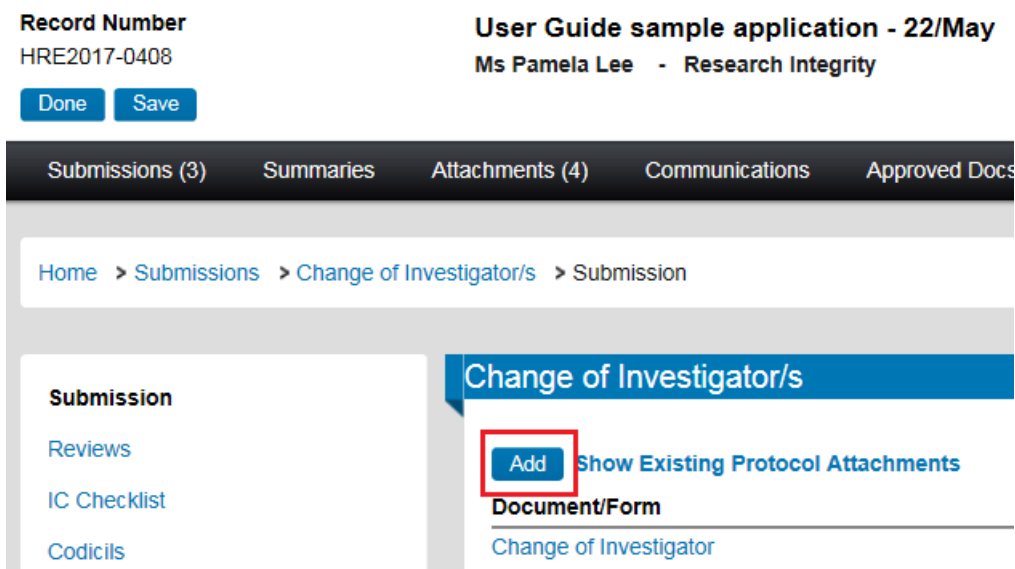 Record Number
HRE2017-0408
User Guide sample application - 22/May
Ms Pamela Lee - Research Integrity
Done Save
Submissions (3) Summaries Attachments (4) Communications Approved Docs
Home > Submissions > Change of Investigator/s > Submission
Submission
Reviews
IC Checklist
Codicils
Change of Investigator/s
Add Show Existing Protocol Attachments
Document/Form
Change of Investigator